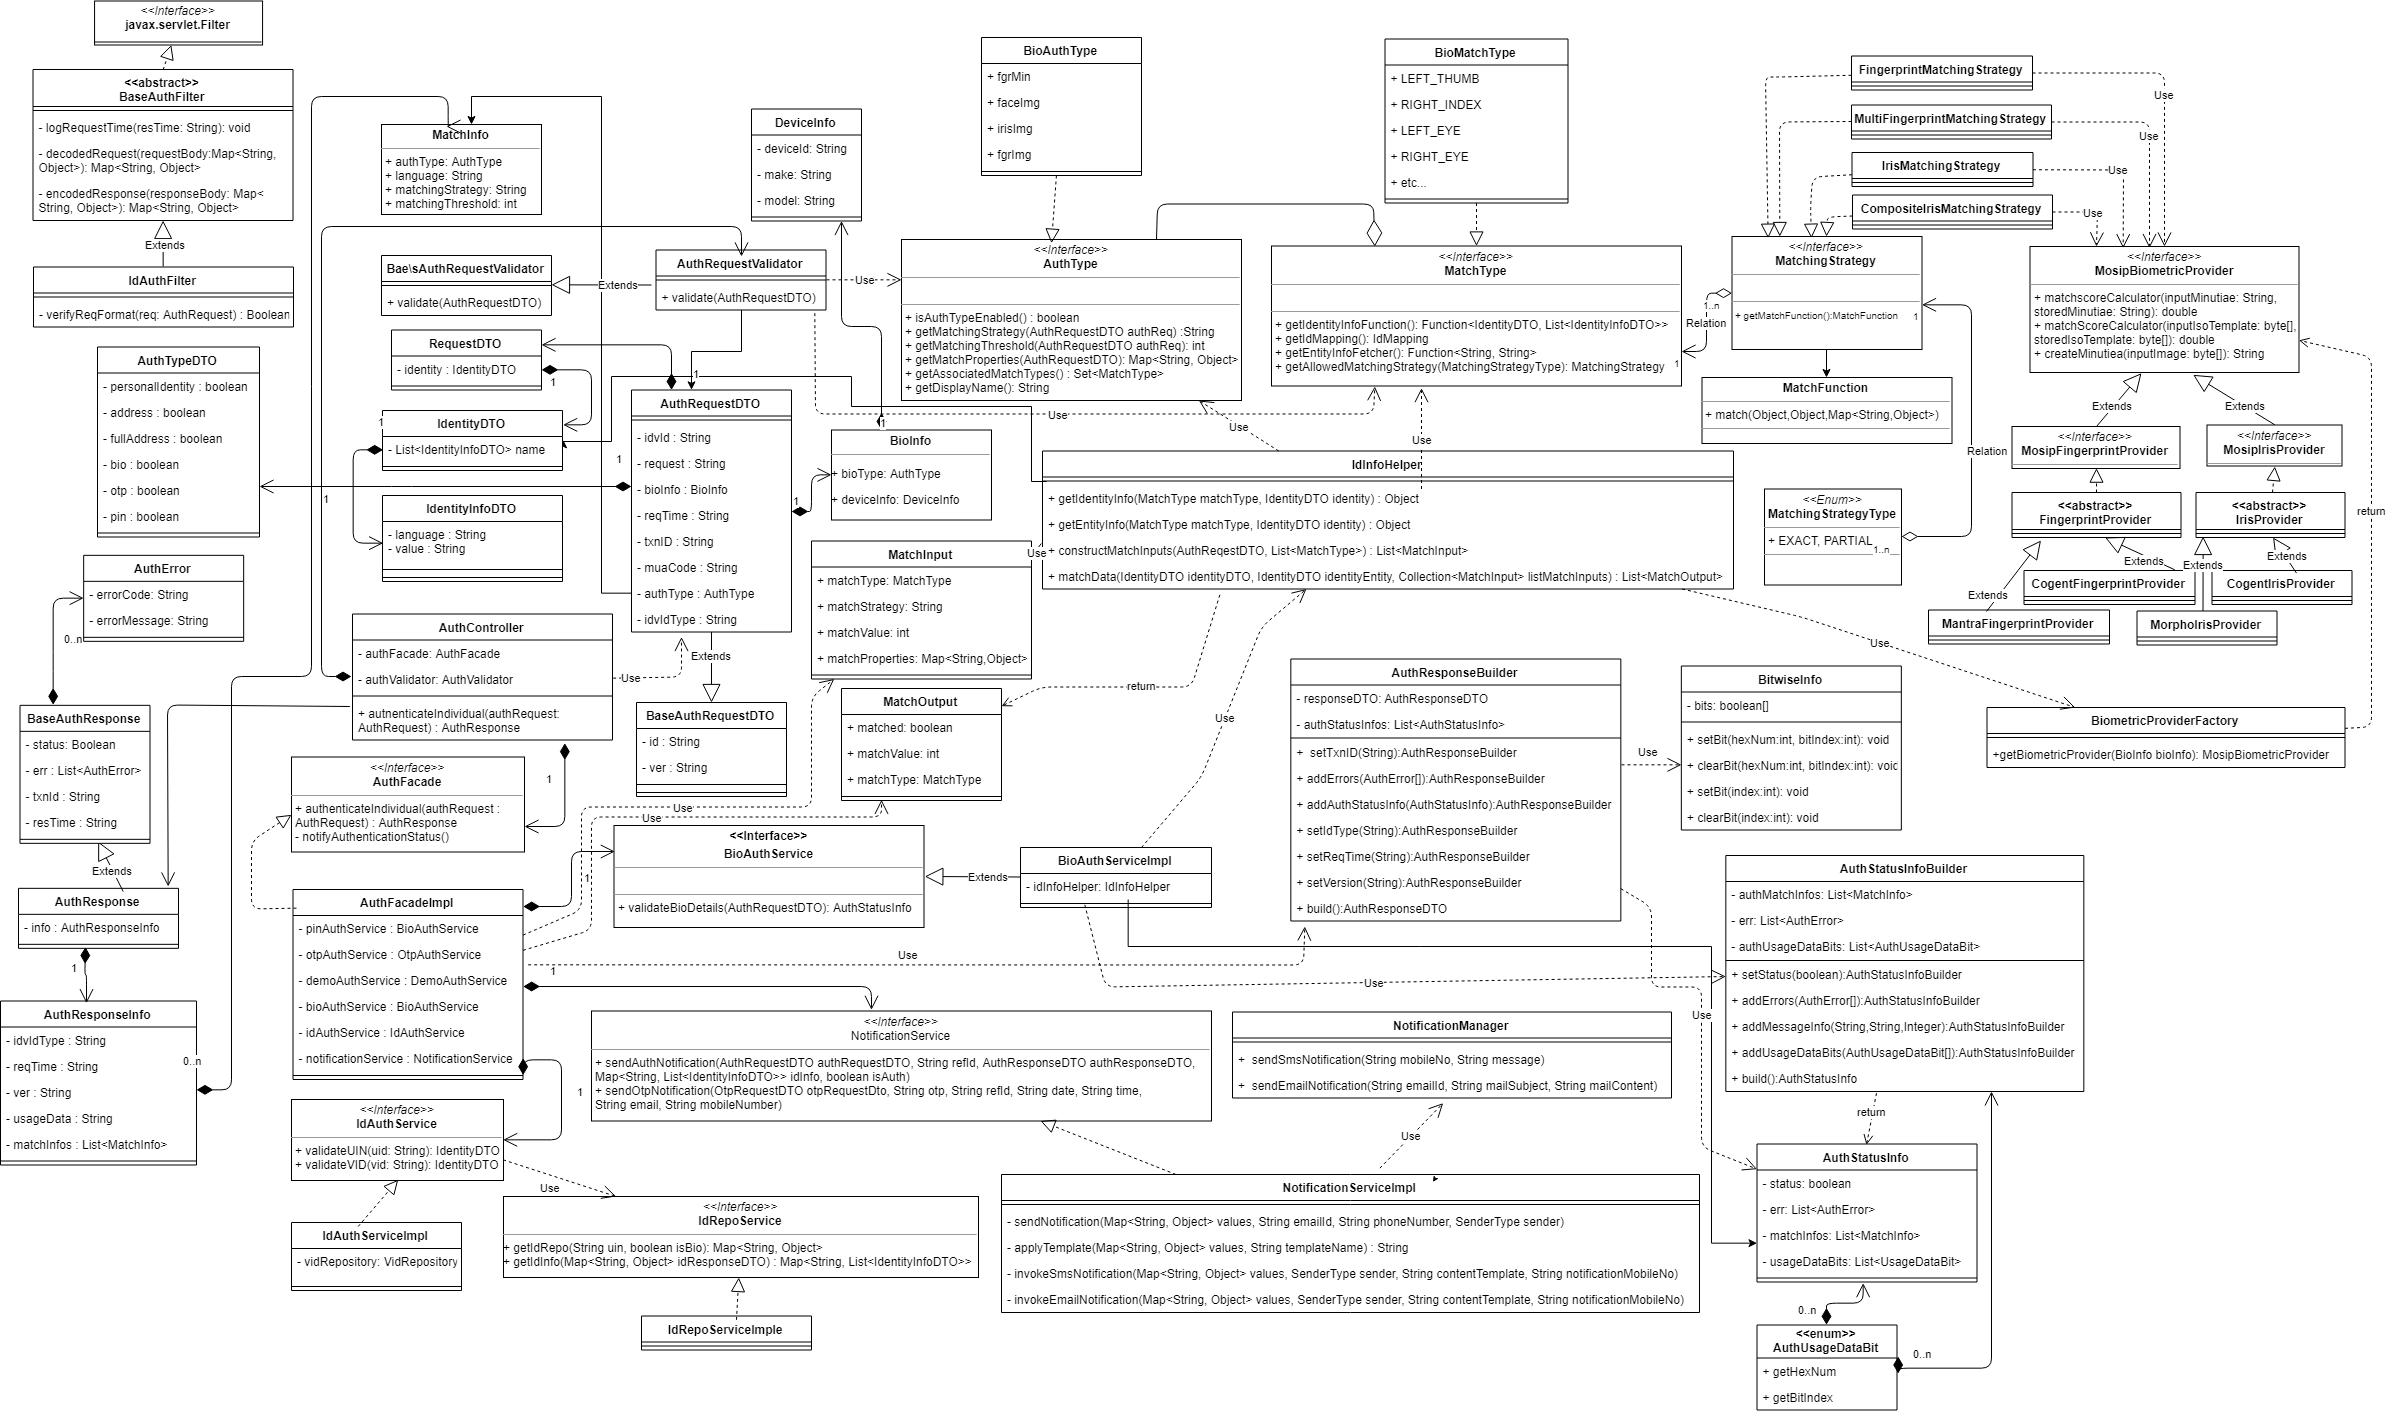 <<Interface>>
javax.servlet.Filter
<<abstract>>
BaseAuthFilter
- logRequestTime(resTime: String): void
- decodedRequest(requestBody:Map<String,
Object>): Map<String, Object>
- encodedResponse(responseBody: Map<
String, Object>): Map<String, Object>
Extends
IdAuthFilter
- verifyReqFormat(req: AuthRequest) : Boolean
AuthTypeDTO
- personalIdentity : boolean
- address : boolean
- fullAddress : boolean
- bio : boolean
- otp : boolean
- pin : boolean
AuthError
- errorCode: String
- errorMessage: String
0..n
BaseAuthResponse
- status: Boolean
- err : List<AuthError>
- txnId : String
- resTime : String
Extends
AuthResponse
- info : AuthResponseInfo
1
AuthResponseInfo
- idvIdType : String
- reqTime : String
- ver : String
- usageData : String
- matchInfos : List<MatchInfo>
0..n
MatchInfo
+ authType: AuthType
+ language: String
+ matchingStrategy: String
+ matchingThreshold: int
Bae\sAuthRequestValidator
+ validate(AuthRequestDTO)
Extends
AuthRequestValidator
+ validate(AuthRequestDTO)
Use
RequestDTO
- identity : IdentityDTO
1
IdentityDTO
- List<IdentityInfoDTO> name
1
IdentityInfoDTO
- language : String
- value : String
1
AuthController
- authFacade: AuthFacade
- authValidator: AuthValidator
+ autnenticateIndividual(authRequest:
AuthRequest) : AuthResponse
Use
1
<<Interface>>
AuthFacade
+ authenticateIndividual(authRequest :
AuthRequest) : AuthResponse
- notifyAuthenticationStatus()
AuthFacadeImpl
- pinAuthService : BioAuthService
- otpAuthService : OtpAuthService
- demoAuthService : DemoAuthService
- bioAuthService : BioAuthService
- idAuthService : IdAuthService
- notificationService : NotificationService
1
1
1
<<Interface>>
IdAuthService
+ validateUIN(uid: String): IdentityDTO
+ validateVID(vid: String): IdentityDTO
Use
IdAuthServiceImpl
- vidRepository: VidRepository
<<Interface>>
IdRepoService
+ getIdRepo(String uin, boolean isBio): Map<String, Object>
+ getIdInfo(Map<String, Object> idResponseDTO) : Map<String, List<IdentityInfoDTO>>
IdRepoServiceImple
DeviceInfo
- deviceId: String
- make: String
- model: String
1
AuthRequestDTO
- idvId : String
- request : String
- bioInfo : BioInfo
- reqTime : String
- txnID : String
- muaCode : String
- authType : AuthType
- idvIdType : String
1
1
Extends
BaseAuthRequestDTO
- id : String
- ver : String
1
BioInfo
+ bioType: AuthType
+ deviceInfo: DeviceInfo
MatchInput
+ matchType: MatchType
+ matchStrategy: String
+ matchValue: int
+ matchProperties: Map<String,Object>
Use
MatchOutput
+ matched: boolean
+ matchValue: int
+ matchType: MatchType
return
Use
Use
<<Interface>>
BioAuthService
+ validateBioDetails(AuthRequestDTO): AuthStatusInfo
Extends
BioAuthServiceImpl
- idInfoHelper: IdInfoHelper
Use
Use
Use
<<Interface>>
NotificationService
+ sendAuthNotification(AuthRequestDTO authRequestDTO, String refId, AuthResponseDTO authResponseDTO,
Map<String, List<IdentityInfoDTO>> idInfo, boolean isAuth)
+ sendOtpNotification(OtpRequestDTO otpRequestDto, String otp, String refId, String date, String time,
String email, String mobileNumber)
NotificationManager
+ sendSmsNotification(String mobileNo, String message)
+ sendEmailNotification(String emailId, String mailSubject, String mailContent)
Use
NotificationServiceImpl
- sendNotification(Map<String, Object> values, String emailId, String phoneNumber, SenderType sender)
- applyTemplate(Map<String, Object> values, String templateName) : String
- invokeSmsNotification(Map<String, Object> values, SenderType sender, String contentTemplate, String notificationMobileNo)
- invokeEmailNotification(Map<String, Object> values, SenderType sender, String contentTemplate, String notificationMobileNo)
BioAuthType
+ fgrMin
+ faceImg
+ irisImg
+ fgrImg
BioMatchType
+ LEFT_THUMB
+ RIGHT_INDEX
+ LEFT_EYE
+ RIGHT_EYE
+ etc...
<<Interface>>
AuthType
+ isAuthTypeEnabled() : boolean
+ getMatchingStrategy(AuthRequestDTO authReq) :String
+ getMatchingThreshold(AuthRequestDTO authReq): int
+ getMatchProperties(AuthRequestDTO): Map<String, Object>
+ getAssociatedMatchTypes() : Set<MatchType>
+ getDisplayName(): String
<<Interface>>
MatchType
+ getIdentityInfoFunction(): Function<IdentityDTO, List<IdentityInfoDTO>>
+ getIdMapping(): IdMapping
+ getEntityInfoFetcher(): Function<String, String>
+ getAllowedMatchingStrategy(MatchingStrategyType): MatchingStrategy
1
Use
Use
Use
IdInfoHelper
+ getIdentityInfo(MatchType matchType, IdentityDTO identity) : Object
+ getEntityInfo(MatchType matchType, IdentityDTO identity) : Object
+ constructMatchInputs(AuthReqestDTO, List<MatchType>) : List<MatchInput>
+ matchData(IdentityDTO identityDTO, IdentityDTO identityEntity, Collection<MatchInput> listMatchInputs) : List<MatchOutput>
AuthResponseBuilder
- responseDTO: AuthResponseDTO
- authStatusInfos: List<AuthStatusInfo>
+ setTxnID(String):AuthResponseBuilder
+ addErrors(AuthError[]):AuthResponseBuilder
+ addAuthStatusInfo(AuthStatusInfo):AuthResponseBuilder
+ setIdType(String):AuthResponseBuilder
+ setReqTime(String):AuthResponseBuilder
+ setVersion(String):AuthResponseBuilder
+ build():AuthResponseDTO
Use
BitwiseInfo
- bits: boolean[]
+ setBit(hexNum:int, bitIndex:int): void
+ clearBit(hexNum:int, bitIndex:int): void
+ setBit(index:int): void
+ clearBit(index:int): void
AuthStatusInfoBuilder
- authMatchInfos: List<MatchInfo>
- err: List<AuthError>
- authUsageDataBits: List<AuthUsageDataBit>
+ setStatus(boolean):AuthStatusInfoBuilder
+ addErrors(AuthError[]):AuthStatusInfoBuilder
+ addMessageInfo(String,String,Integer):AuthStatusInfoBuilder
+ addUsageDataBits(AuthUsageDataBit[]):AuthStatusInfoBuilder
+ build():AuthStatusInfo
Use
return
AuthStatusInfo
- status: boolean
- err: List<AuthError>
- matchInfos: List<MatchInfo>
- usageDataBits: List<UsageDataBit>
0..n
<<enum>>
AuthUsageDataBit
+ getHexNum
+ getBitIndex
0..n
FingerprintMatchingStrategy
Use
MultiFingerprintMatchingStrategy
Use
IrisMatchingStrategy
Use
CompositeIrisMatchingStrategy
Use
<<Interface>>
MatchingStrategy
+ getMatchFunction():MatchFunction
1
1..n
Relation
MatchFunction
+ match(Object,Object,Map<String,Object>)
Relation
<<Enum>>
MatchingStrategyType
+ EXACT, PARTIAL
1..n
<<Interface>>
MosipBiometricProvider
+ matchscoreCalculator(inputMinutiae: String,
storedMinutiae: String): double
+ matchScoreCalculator(inputIsoTemplate: byte[],
storedIsoTemplate: byte[]): double
+ createMinutiea(inputImage: byte[]): String
Extends
Extends
<<Interface>>
MosipFingerprintProvider
<<Interface>>
MosipIrisProvider
<<abstract>>
FingerprintProvider
<<abstract>>
IrisProvider
return
Extends
Extends
Extends
Extends
CogentFingerprintProvider
CogentIrisProvider
MantraFingerprintProvider
MorphoIrisProvider
Use
BiometricProviderFactory
+getBiometricProvider(BioInfo bioInfo): MosipBiometricProvider